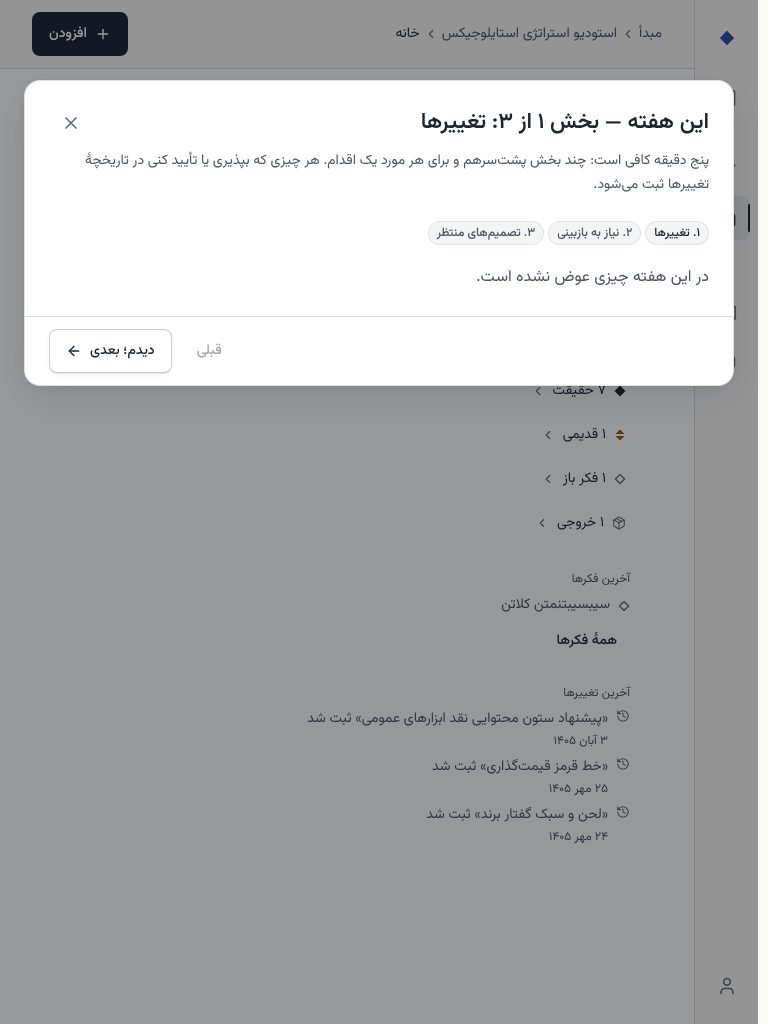 مبدأ › استودیو استراتژی استایلوجیکس › خانه
افزودن
این هفته — بخش ۱ از ۳: تغییرها
پنج دقیقه کافی است: چند بخش پشت‌سرهم و برای هر مورد یک اقدام. هر چیزی که بپذیری یا تأیید کنی در تاریخچهٔ
تغییرها ثبت می‌شود.
۱. تغییرها
۲. نیاز به بازبینی
۳. تصمیم‌های منتظر
در این هفته چیزی عوض نشده است.
قبلی
دیدم؛ بعدی
۷ حقیقت
۱ قدیمی
۱ فکر باز
۱ خروجی
آخرین فکرها
سیبسیبتنمتن کلاتن
همهٔ فکرها
آخرین تغییرها
«پیشنهاد ستون محتوایی نقد ابزارهای عمومی» ثبت شد
۳ آبان ۱۴۰۵
«خط قرمز قیمت‌گذاری» ثبت شد
۲۵ مهر ۱۴۰۵
«لحن و سبک گفتار برند» ثبت شد
۲۴ مهر ۱۴۰۵